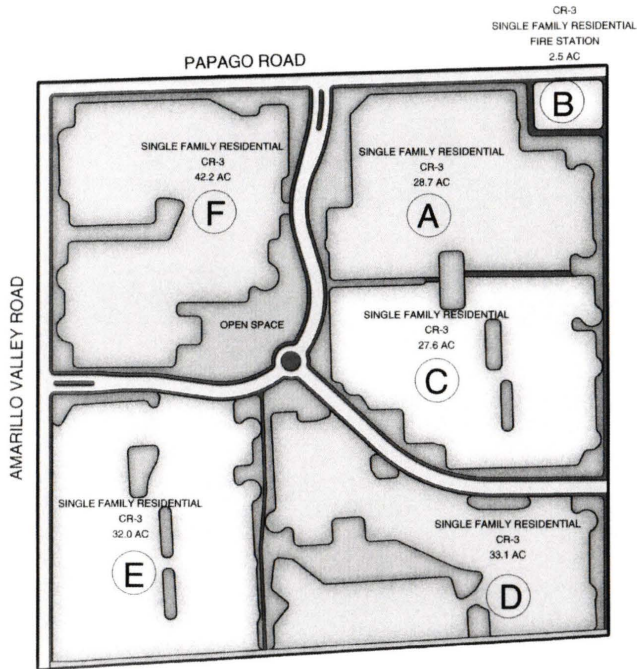 CR-3
SINGLE FAMILY RESIDENTIAL
FIRE STATION
2.5 AC
PAPAGO ROAD
B
SINGLE FAMILY RESIDENTIAL
CR-3
42.2 AC
F
SINGLE FAMILY RESIDENTIAL
CR-3
28.7 AC
A
AMARILLO VALLEY ROAD
OPEN SPACE
SINGLE FAMILY RESIDENTIAL
CR-3
27.6 AC
C
SINGLE FAMILY RESIDENTIAL
CR-3
32.0 AC
E
SINGLE FAMILY RESIDENTIAL
CR-3
33.1 AC
D